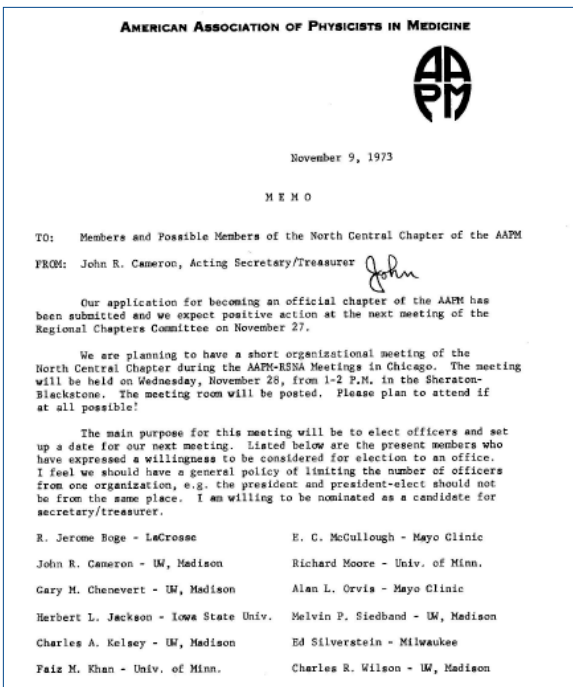 AMERICAN ASSOCIATION OF PHYSICISTS IN MEDICINE
AA
PM
November 9, 1973
M E M O
TO: Members and Possible Members of the North Central Chapter of the AAPM
FROM: John R. Cameron, Acting Secretary/Treasurer John
Our application for becoming an official chapter of the AAPM has
been submitted and we expect positive action at the next meeting of the
Regional Chapters Committee on November 27.
We are planning to have a short organizational meeting of the
North Central Chapter during the AAPM-RSNA Meetings in Chicago. The meeting
will be held on Wednesday, November 28, from 1-2 P.M. in the Sheraton-
Blackstone. The meeting room will be posted. Please plan to attend if
at all possible!
The main purpose for this meeting will be to elect officers and set
up a date for our next meeting. Listed below are the present members who
have expressed a willingness to be considered for election to an office.
I feel we should have a general policy of limiting the number of officers
from one organization, e.g. the president and president-elect should not
be from the same place. I am willing to be nominated as a candidate for
secretary/treasurer.
R. Jerome Boge - LaCrosse E. C. McCullough - Mayo Clinic
John R. Cameron - UW, Madison Richard Moore - Univ. of Minn.
Gary M. Chenevert - UW, Madison Alan L. Orvis - Mayo Clinic
Herbert L. Jackson - Iowa State Univ. Melvin P. Siedband - UW, Madison
Charles A. Kelsey - UW, Madison Ed Silverstein - Milwaukee
Faiz M. Khan - Univ. of Minn. Charles R. Wilson - UW, Madison